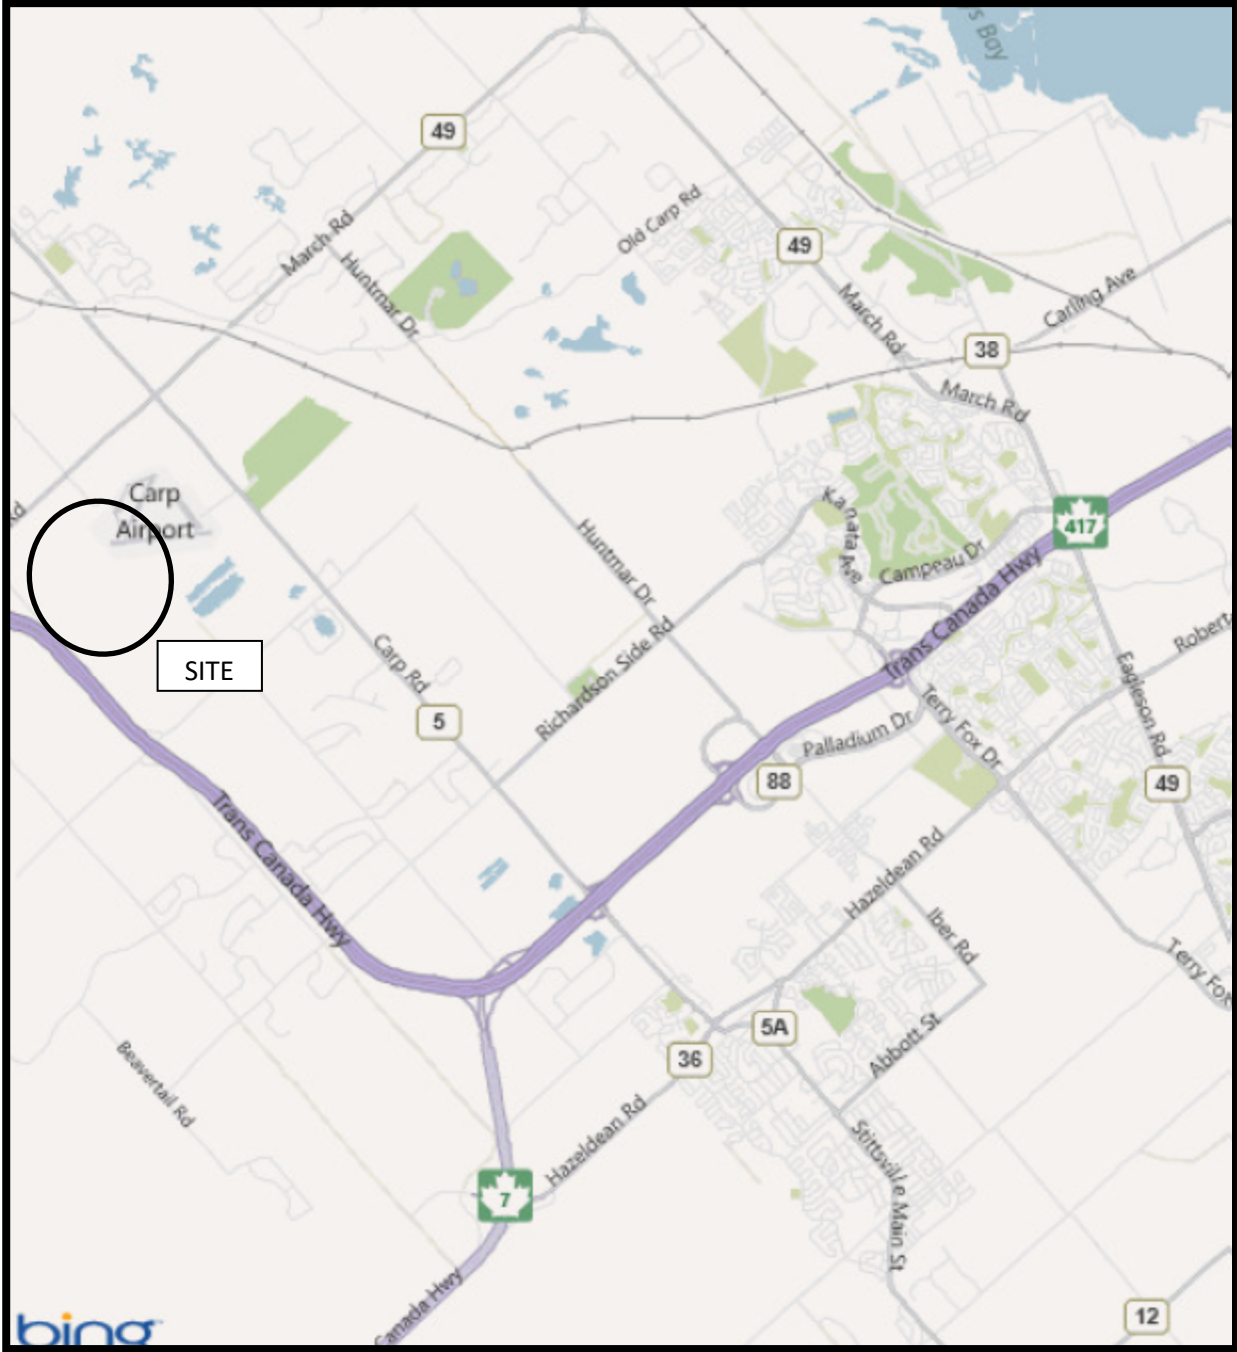 s Bay
49
Old Carp Rd
March Rd
49
Huntmar Dr
Carling Ave
March Rd
38
March Rd
Carp
Airport
Rd
Kanata Ave
417
Huntmar Dr
Campeau Dr
Trans Canada Hwy
SITE
Carp Rd
Richardson Side Rd
Robert
Eagleson Rd
5
Terry Fox Dr
Palladium Dr
88
49
Trans Canada Hwy
Hazeldean Rd
Iber Rd
Terry Fox
5A
36
Abbott St
Beavertail Rd
Hazeldean Rd
Stittsville Main St
7
Canada Hwy
12
bing